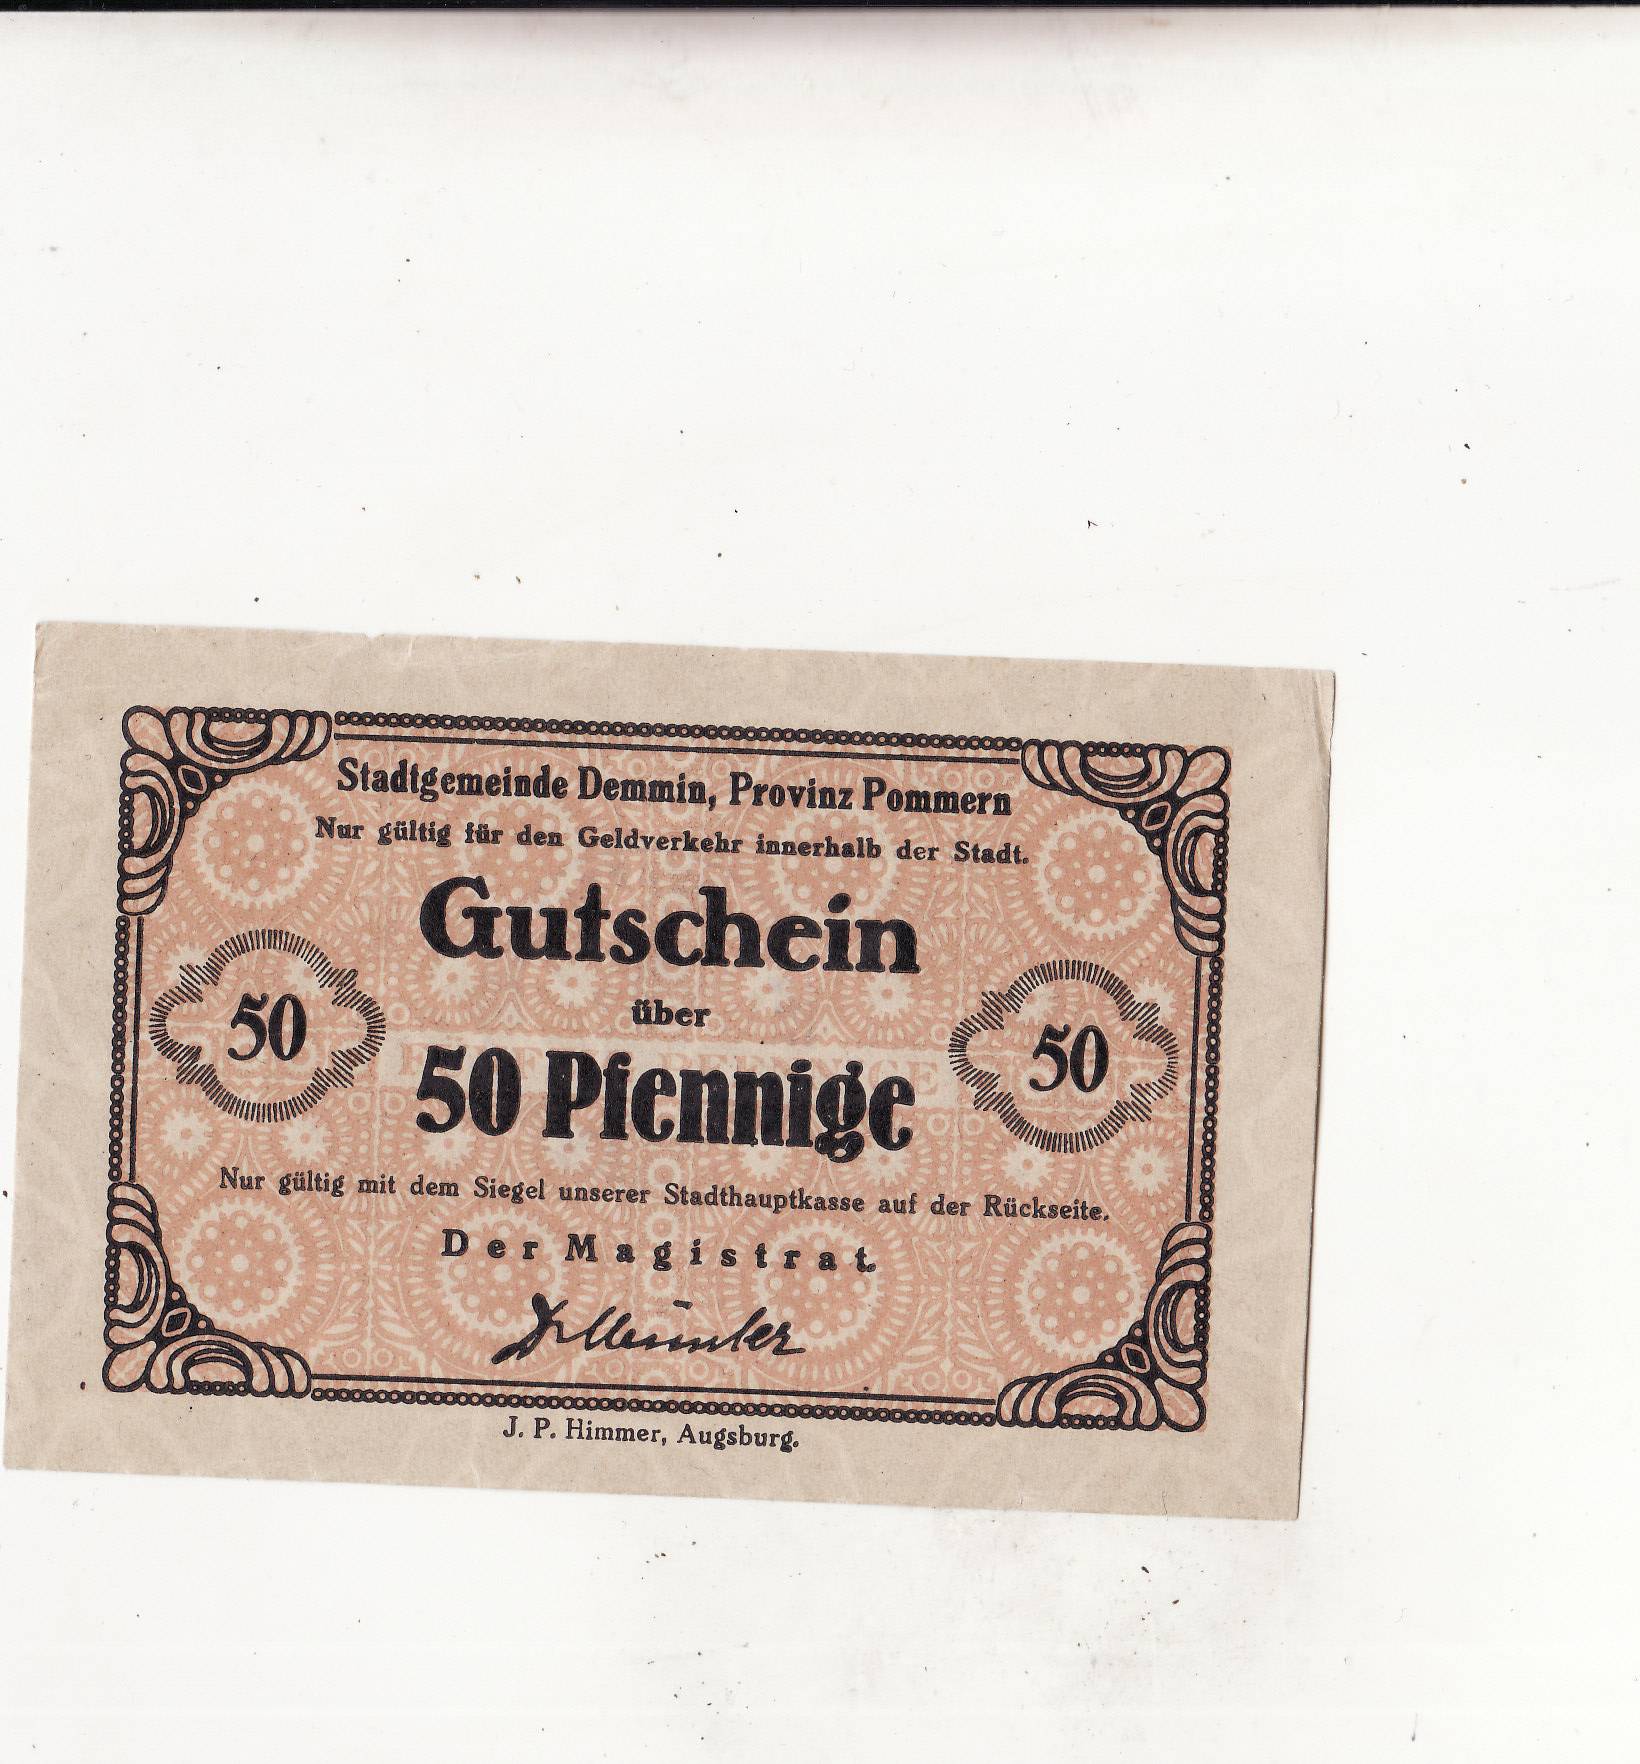 Stadtgemeinde Demmin, Provinz Pommern
Nur gültig für den Geldverkehr innerhalb der Stadt.
Gutschein
über
50 50
50 Pfennige
Nur gültig mit dem Siegel unserer Stadthauptkasse auf der Rückseite.
Der Magistrat.
J. P. Himmer, Augsburg.